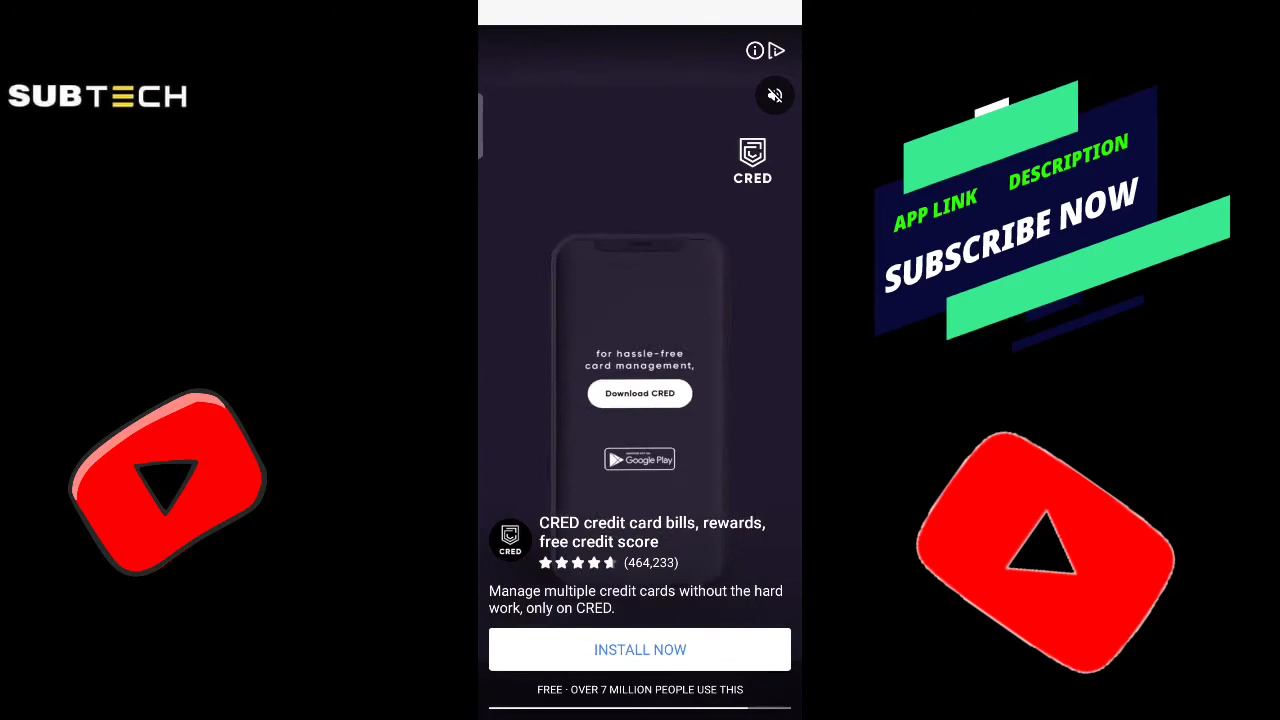 SUBTECH
CRED
for hassle-free
card management,
Download CRED
Google Play
CRED
CRED credit card bills, rewards,
free credit score
(464,233)
Manage multiple credit cards without the hard
work, only on CRED.
INSTALL NOW
FREE · OVER 7 MILLION PEOPLE USE THIS
APP LINK DESCRIPTION
SUBSCRIBE NOW